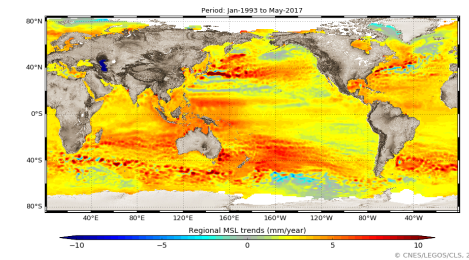 Period: Jan-1993 to May-2017
80°N
40°N
0°N
40°S
80°S
40°E 80°E 120°E 160°E 160°W 120°W 80°W 40°W
Regional MSL trends (mm/year)
−10 −5 0 5 10
© CNES/LEGOS/CLS, 2